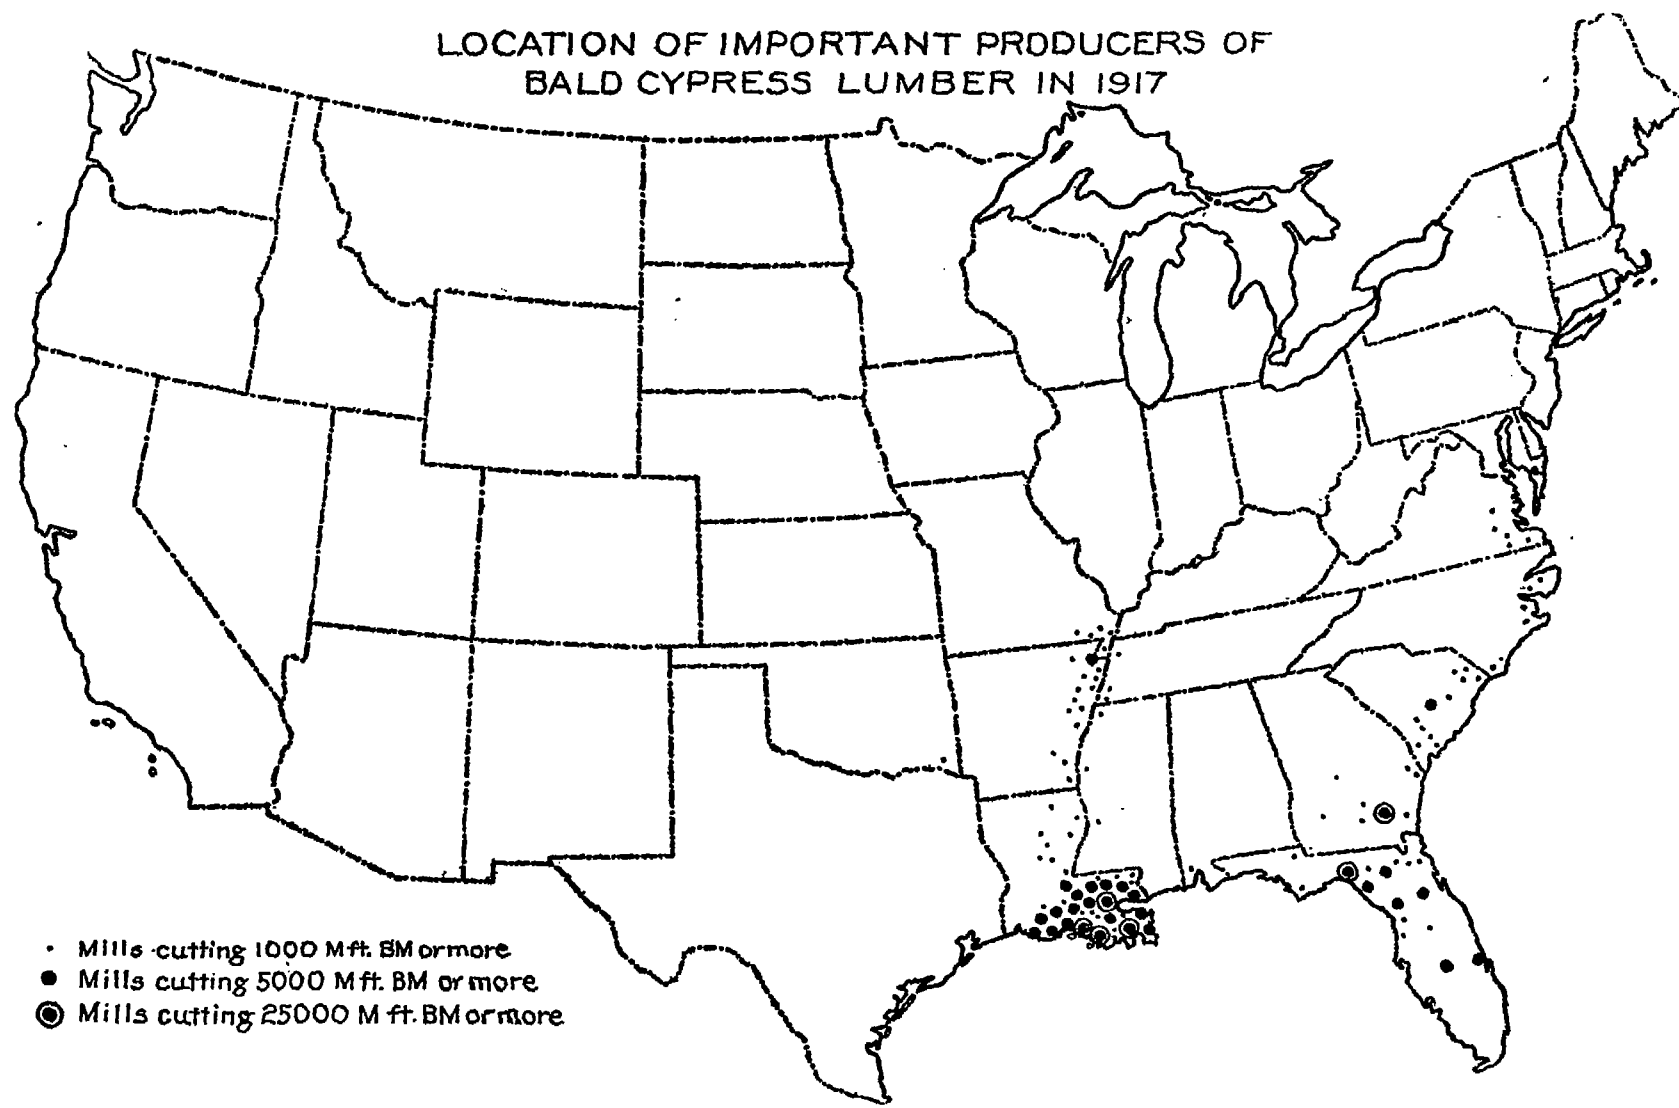 LOCATION OF IMPORTANT PRODUCERS OF
BALD CYPRESS LUMBER IN 1917
Mills cutting 1000 M ft. BM or more
Mills cutting 5000 M ft. BM or more
Mills cutting 25000 M ft. BM or more